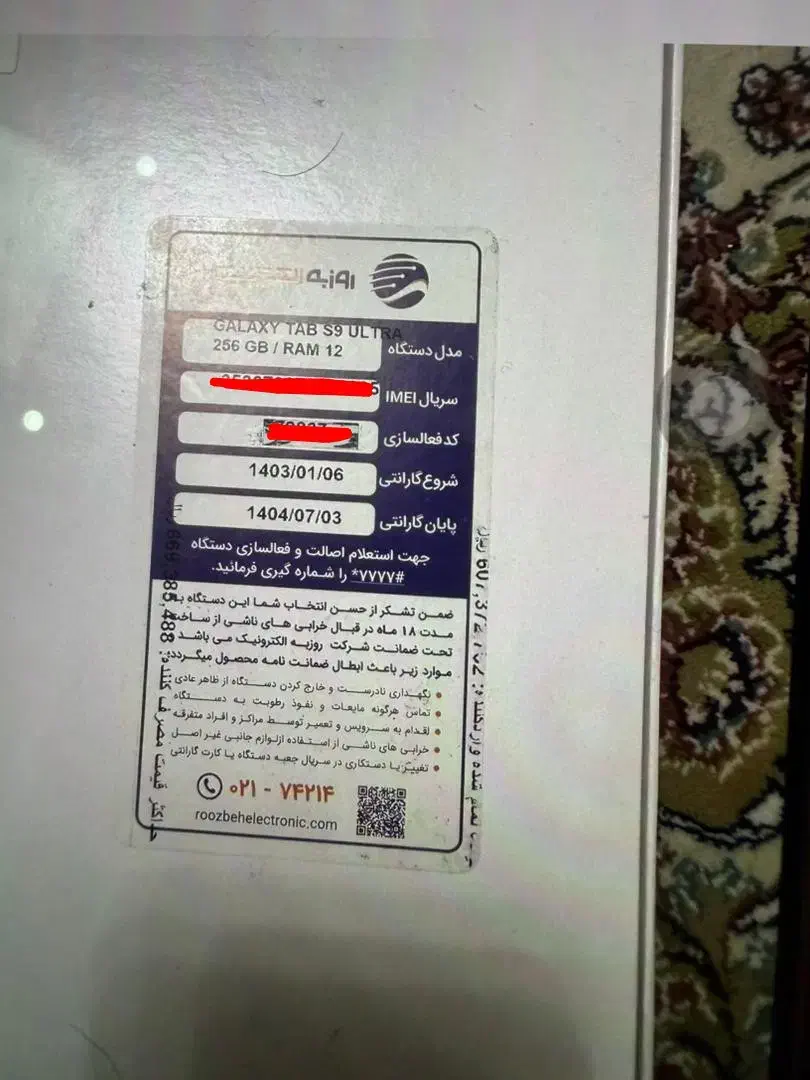 روزبه
GALAXY TAB S9 ULTRA
مدل دستگاه 256 GB / RAM 12
سریال IMEI
کد فعالسازی
شروع گارانتی 1403/01/06
پایان گارانتی 1404/07/03
جهت استعلام اصالت و فعالسازی دستگاه
#۷۷۷۷* را شماره گیری فرمائید.
ضمن تشکر از حسن انتخاب شما این دستگاه به
مدت ۱۸ ماه در قبال خرابی های ناشی از ساخت
تحت ضمانت شرکت روزبه الکترونیک می باشد
موارد زیر باعث ابطال ضمانت نامه محصول میگردد:
• نگهداری نادرست و خارج کردن دستگاه از ظاهر عادی
• تماس هرگونه مایعات و نفوذ رطوبت به دستگاه
• اقدام به سرویس و تعمیر توسط مراکز و افراد متفرقه
• خرابی های ناشی از استفاده ازلوازم جانبی غیر اصل
• تغییر یا دستکاری در سریال جعبه دستگاه یا کارت گارانتی
۰۲۱ - ۷۴۲۱۴
roozbehelectronic.com
حداکثر قیمت مصرف کننده:
ریال